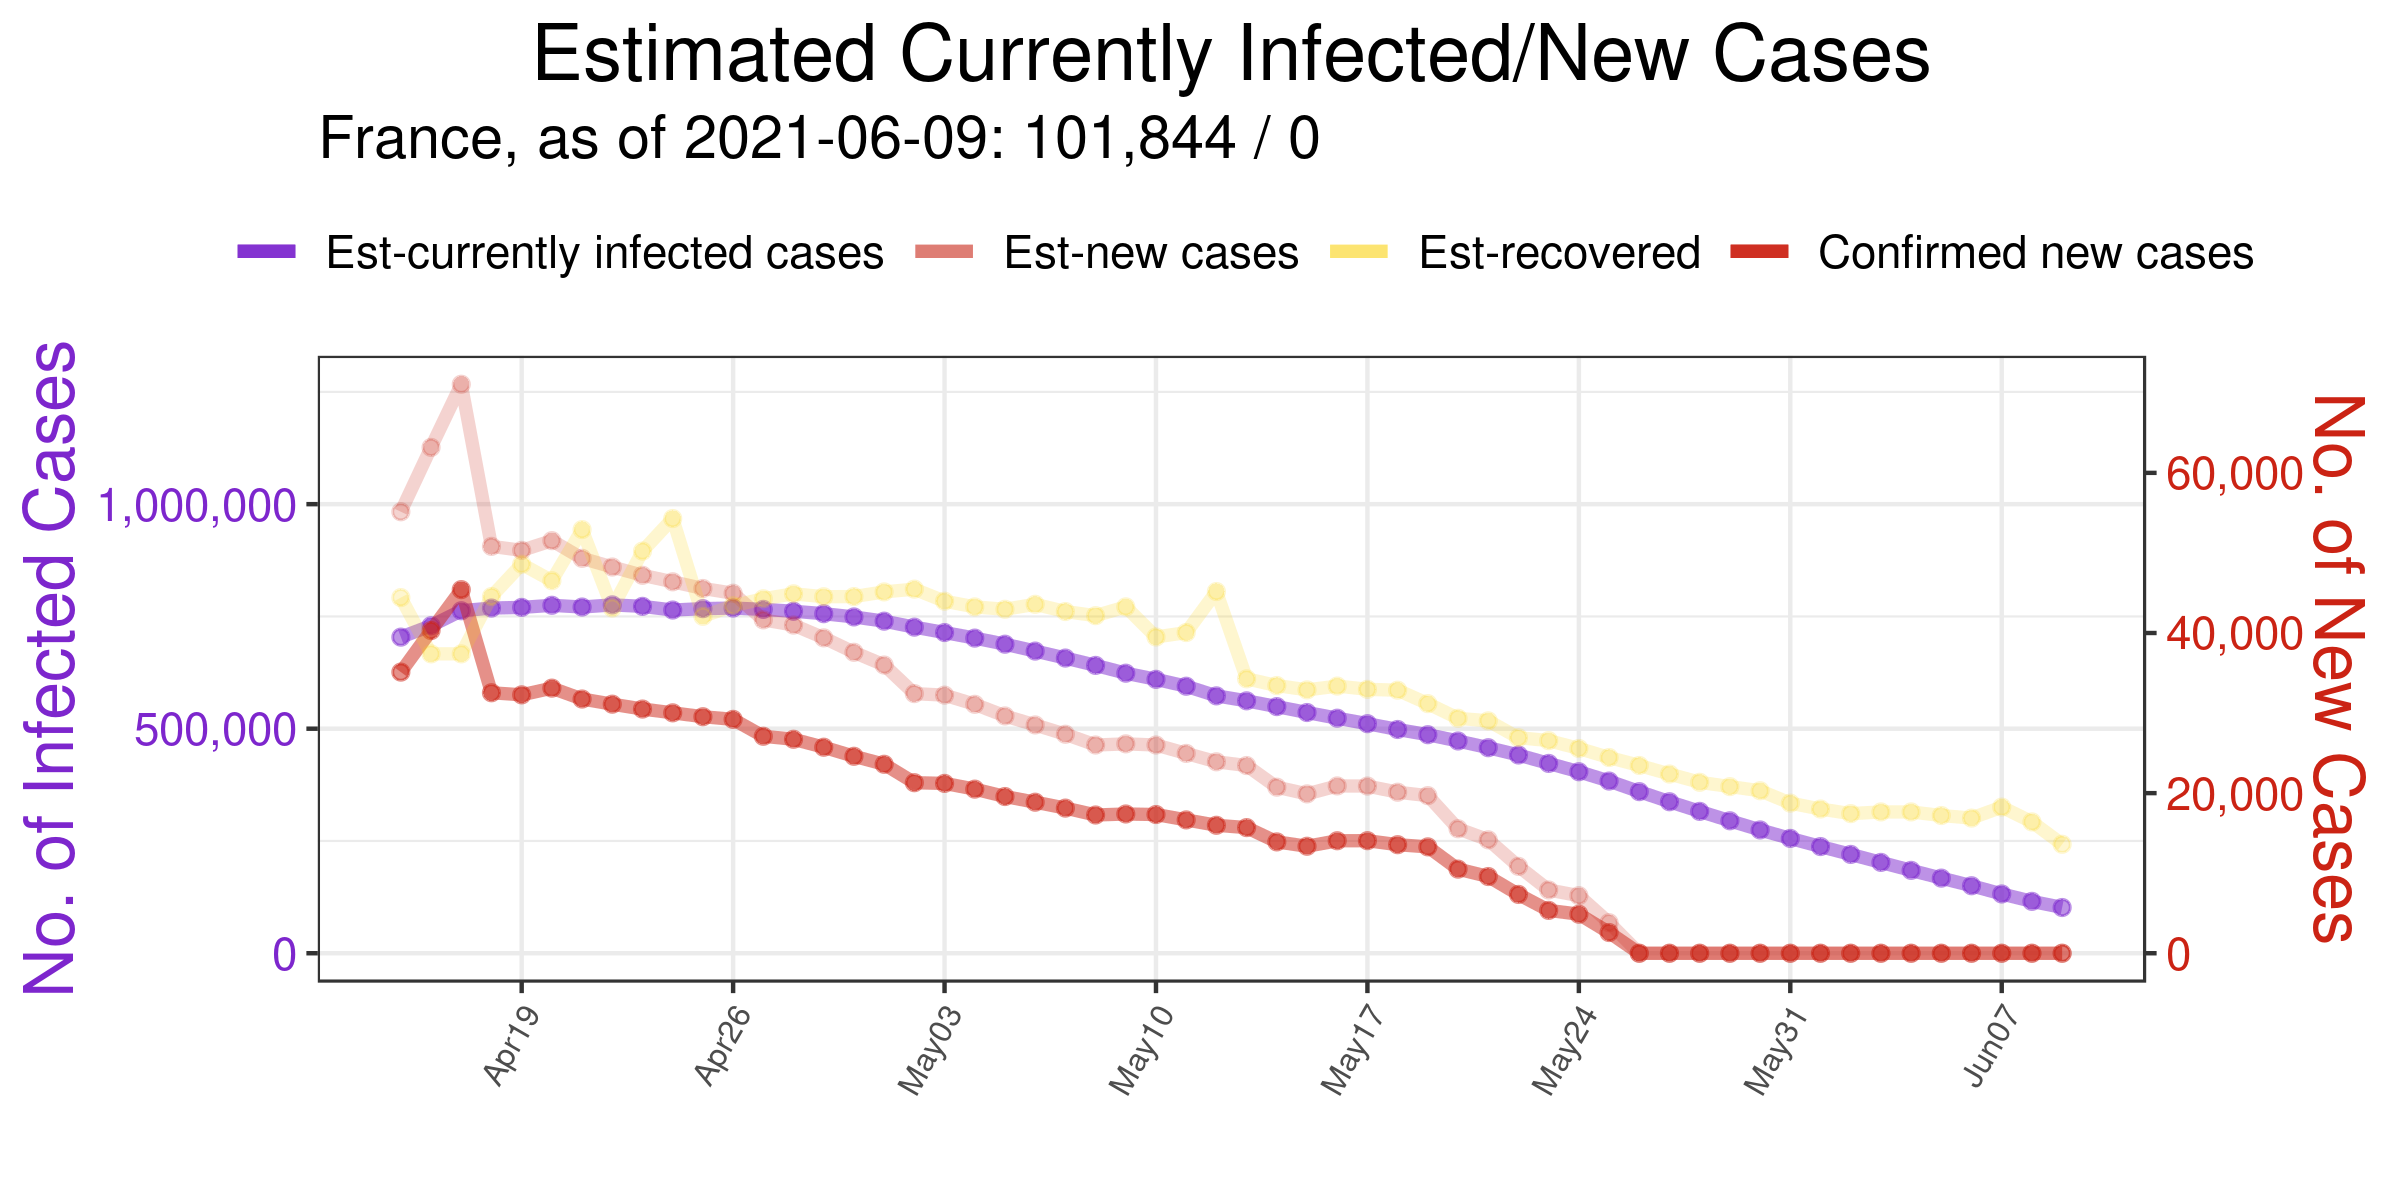 Estimated Currently Infected/New Cases
France, as of 2021-06-09: 101,844 / 0
Est-currently infected cases Est-new cases Est-recovered Confirmed new cases
No. of Infected Cases
1,000,000
500,000
0
60,000
40,000
20,000
0
No. of New Cases
Apr19 Apr26 May03 May10 May17 May24 May31 Jun07